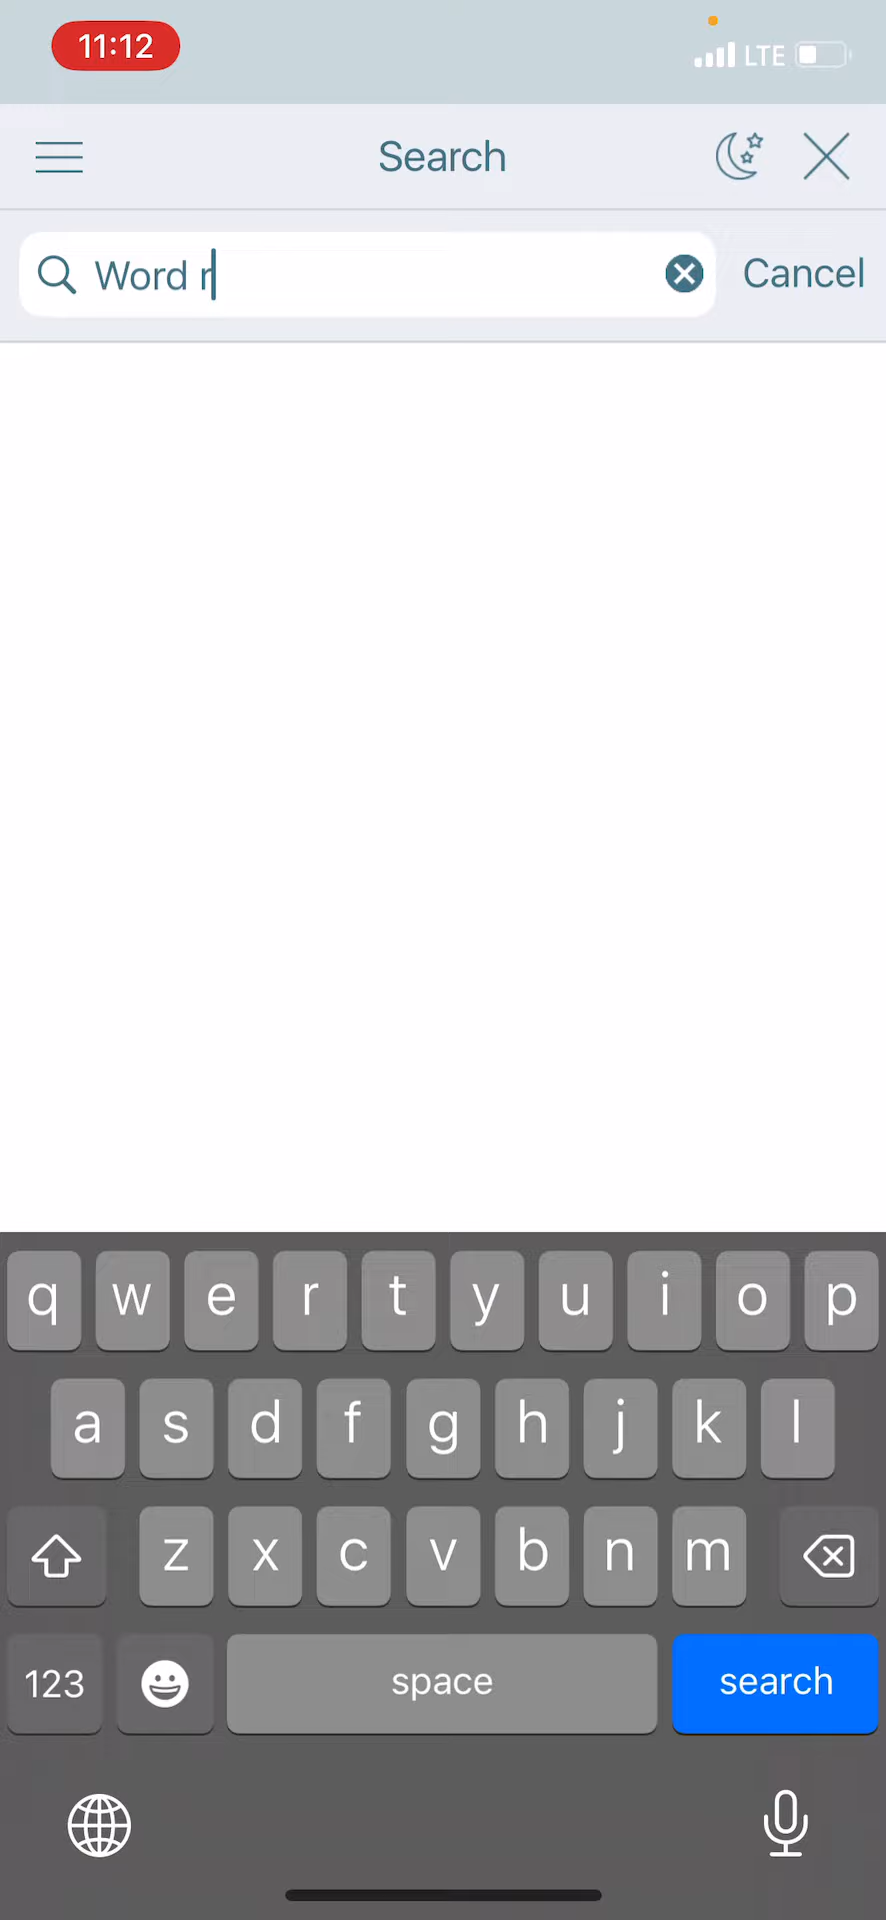 11:12
LTE
Search
Word r
Cancel
q w e r t y u i o p
a s d f g h j k l
z x c v b n m
123 space search